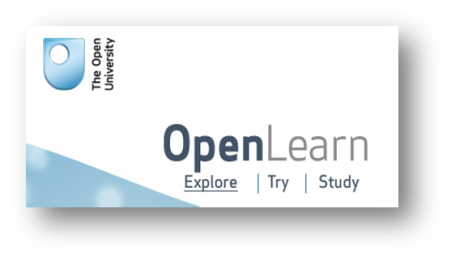 The Open
University
OpenLearn
Explore | Try | Study